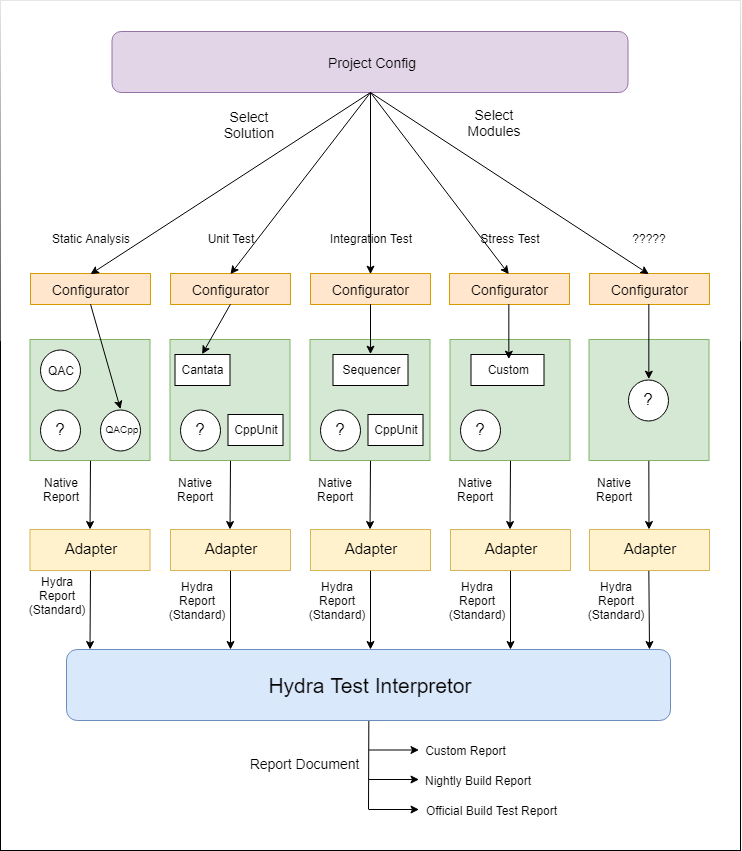 Project Config
Select
Solution
Select
Modules
Static Analysis
Unit Test
Integration Test
Stress Test
?????
Configurator
Configurator
Configurator
Configurator
Configurator
QAC
?
QACpp
Cantata
?
CppUnit
Sequencer
?
CppUnit
Custom
?
?
Native
Report
Native
Report
Native
Report
Native
Report
Native
Report
Adapter
Adapter
Adapter
Adapter
Adapter
Hydra
Report
(Standard)
Hydra
Report
(Standard)
Hydra
Report
(Standard)
Hydra
Report
(Standard)
Hydra
Report
(Standard)
Hydra Test Interpretor
Report Document
Custom Report
Nightly Build Report
Official Build Test Report